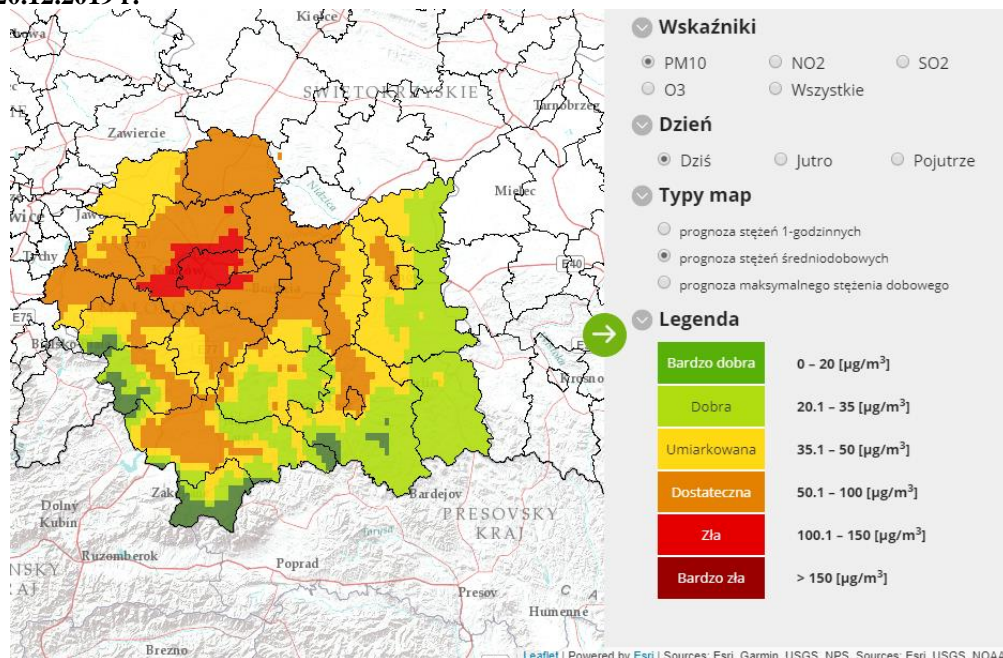 Kielce
Zawiercie
Nidzica
Tarnobrzeg
Mielec
Tychy
E40
E75
Krosno
Bardejov
Dolny
Kubin
Ruzomberok
Poprad
PRESOVSKY
KRAJ
Presov
Humenne
Brezno
Wskaźniki
PM10 NO2 SO2
O3 Wszystkie
Dzień
Dziś Jutro Pojutrze
Typy map
prognoza stężeń 1-godzinnych
prognoza stężeń średniodobowych
prognoza maksymalnego stężenia dobowego
Legenda
Bardzo dobra 0 – 20 [µg/m³]
Dobra 20.1 – 35 [µg/m³]
Umiarkowana 35.1 – 50 [µg/m³]
Dostateczna 50.1 – 100 [µg/m³]
Zła 100.1 – 150 [µg/m³]
Bardzo zła > 150 [µg/m³]
Leaflet | Powered by Esri | Sources: Esri, Garmin, USGS, NPS, Sources: Esri, USGS, NOAA